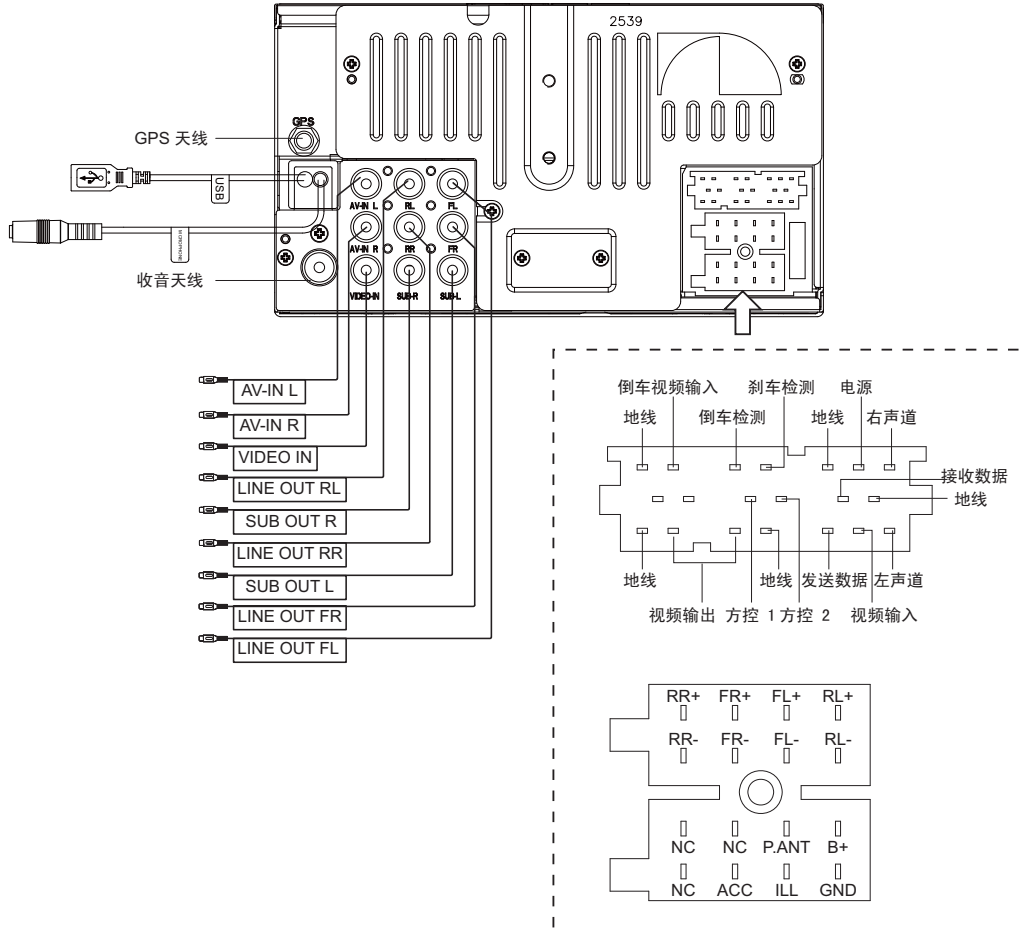 2539
GPS
GPS 天线
USB
MICROPHONE
收音天线
AV-IN L
RL
FL
AV-IN R
RR
FR
VIDEO-IN
SUB-R
SUB-L
AV-IN L
AV-IN R
VIDEO IN
LINE OUT RL
SUB OUT R
LINE OUT RR
SUB OUT L
LINE OUT FR
LINE OUT FL
倒车视频输入 刹车检测 电源
地线 倒车检测 地线 右声道
接收数据
地线
地线 地线 发送数据 左声道
视频输出 方控 1 方控 2 视频输入
RR+ FR+ FL+ RL+
RR- FR- FL- RL-
NC NC P.ANT B+
NC ACC ILL GND